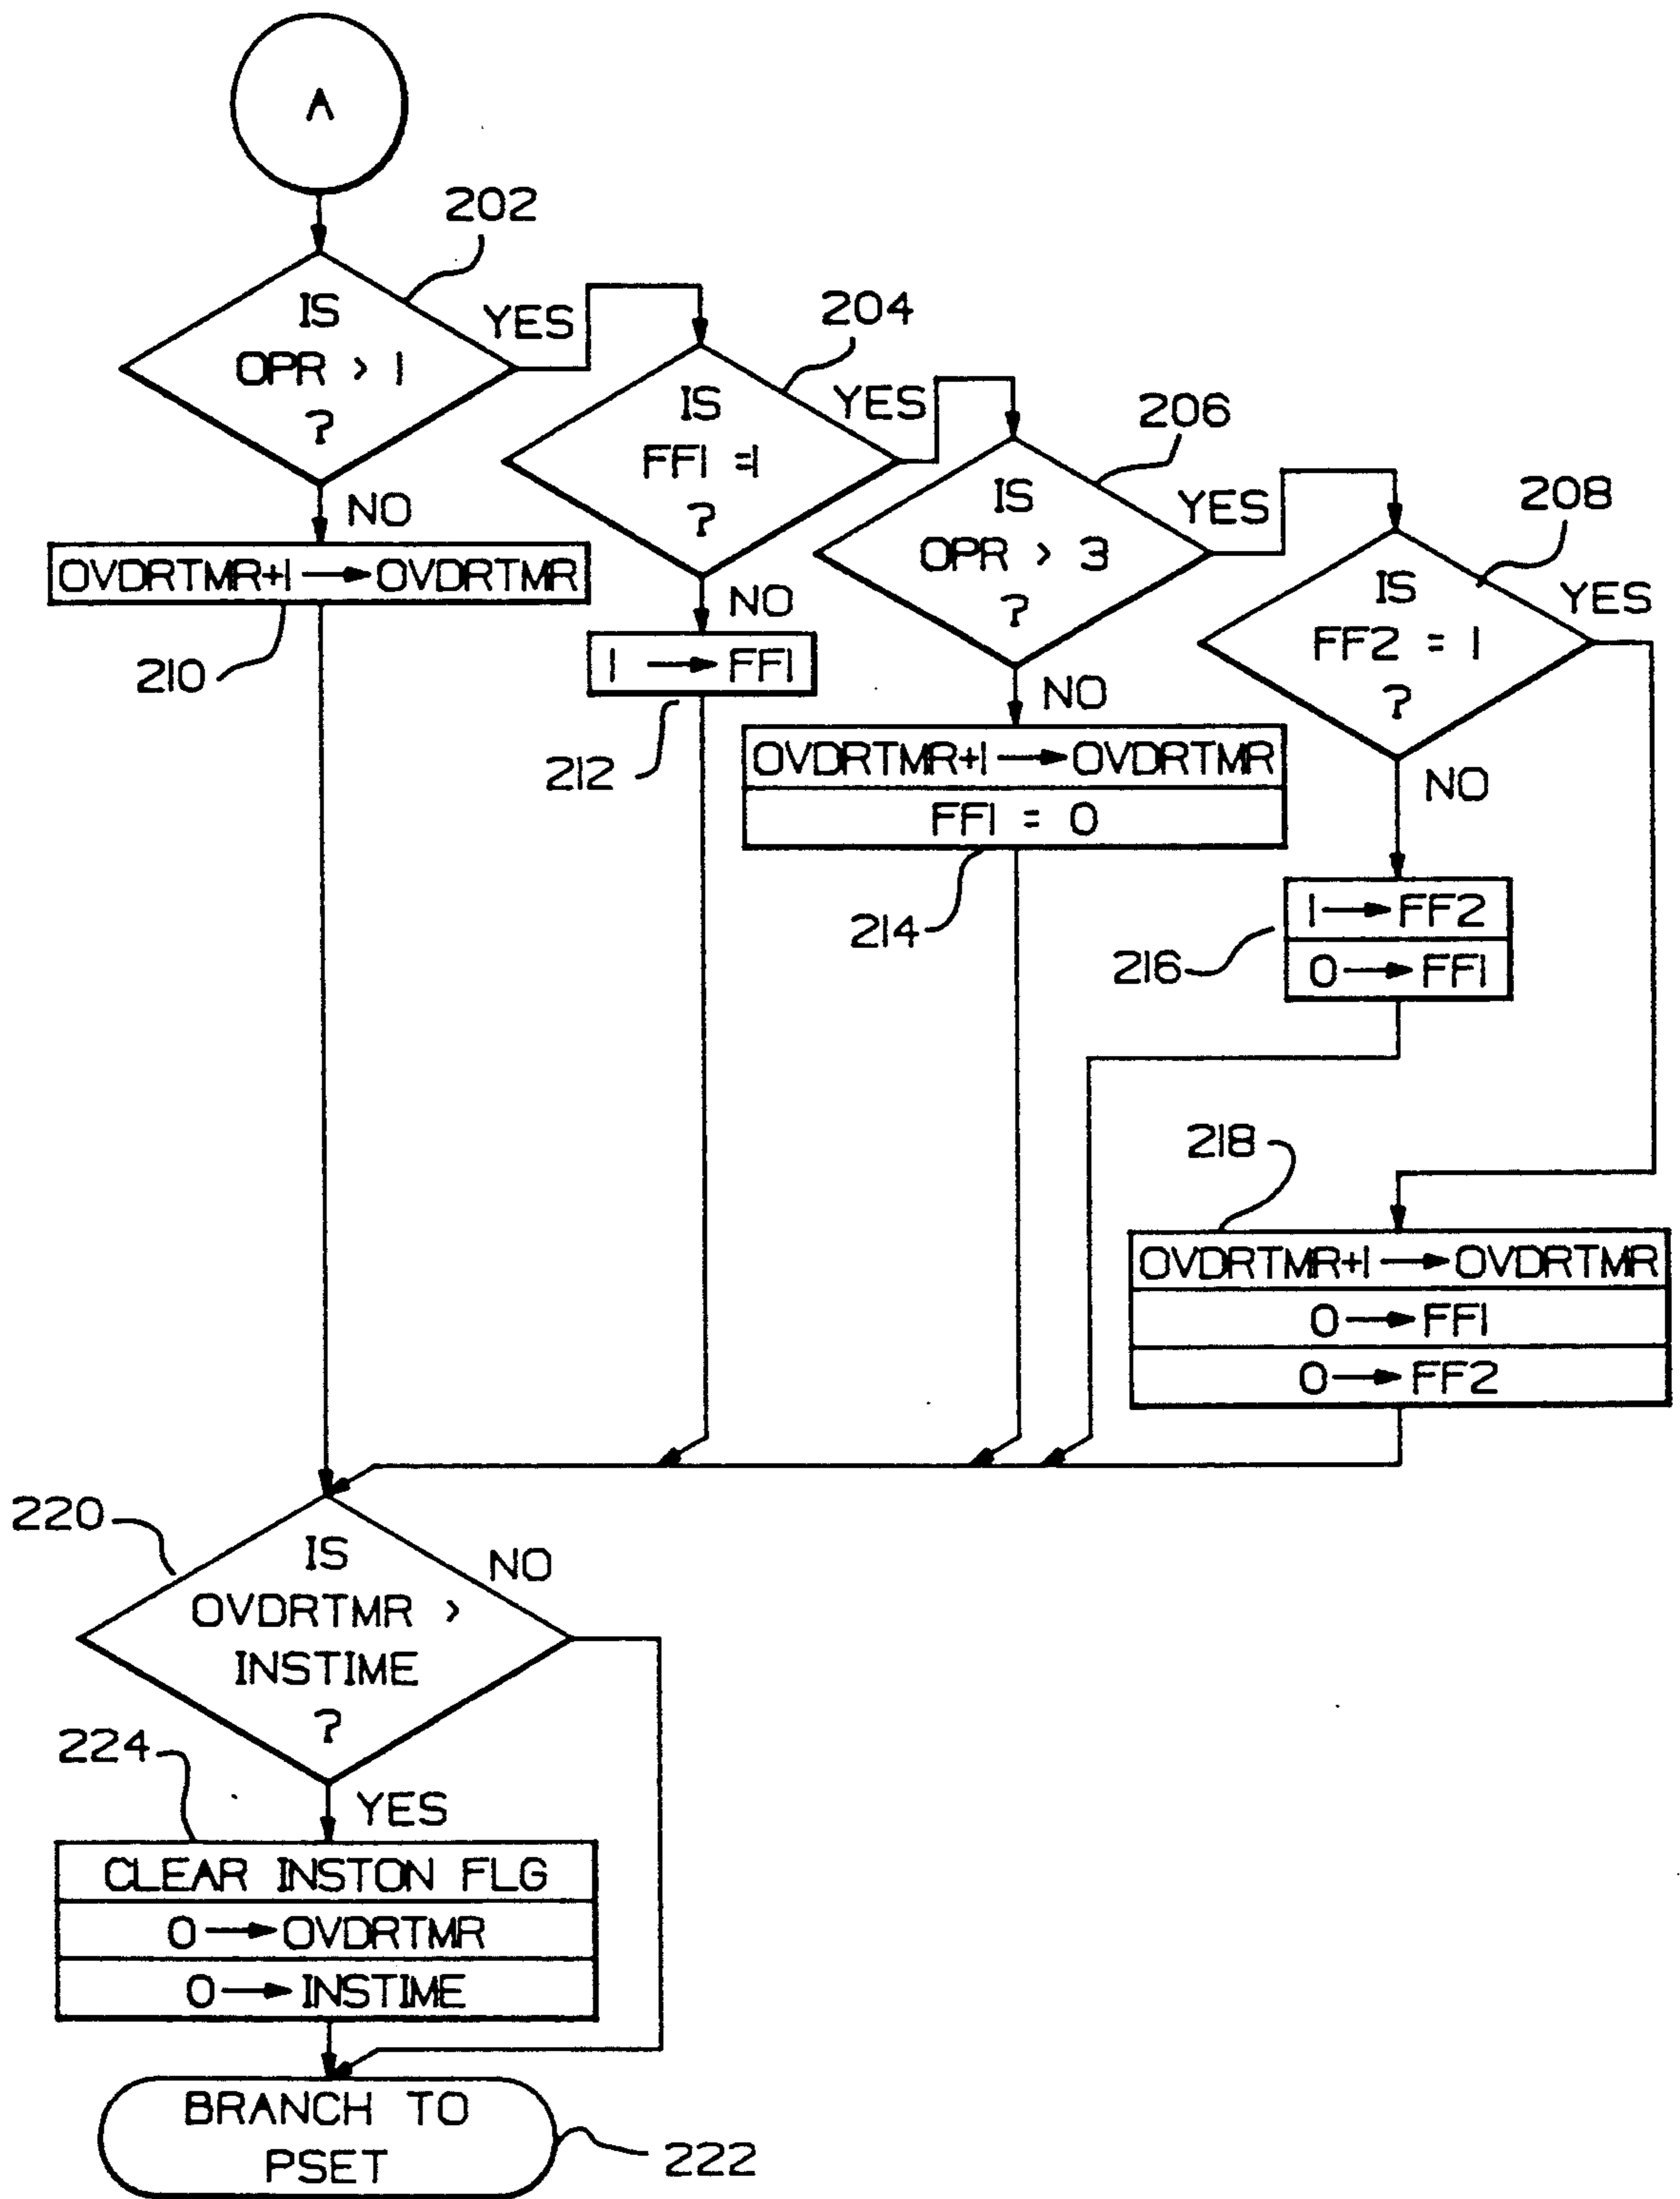 A
202
IS
OPR > 1
?
YES
NO
204
IS
FF1 =1
?
YES
NO
206
IS
OPR > 3
?
YES
NO
208
IS
FF2 = 1
?
YES
NO
OVDRTMR+1 → OVDRTMR
210
1 → FF1
212
OVDRTMR+1 → OVDRTMR
FF1 = 0
214
1 → FF2
0 → FF1
216
218
OVDRTMR+1 → OVDRTMR
0 → FF1
0 → FF2
220
IS
OVDRTMR >
INSTIME
?
NO
YES
224
CLEAR INSTON FLG
0 → OVDRTMR
0 → INSTIME
BRANCH TO
PSET
222